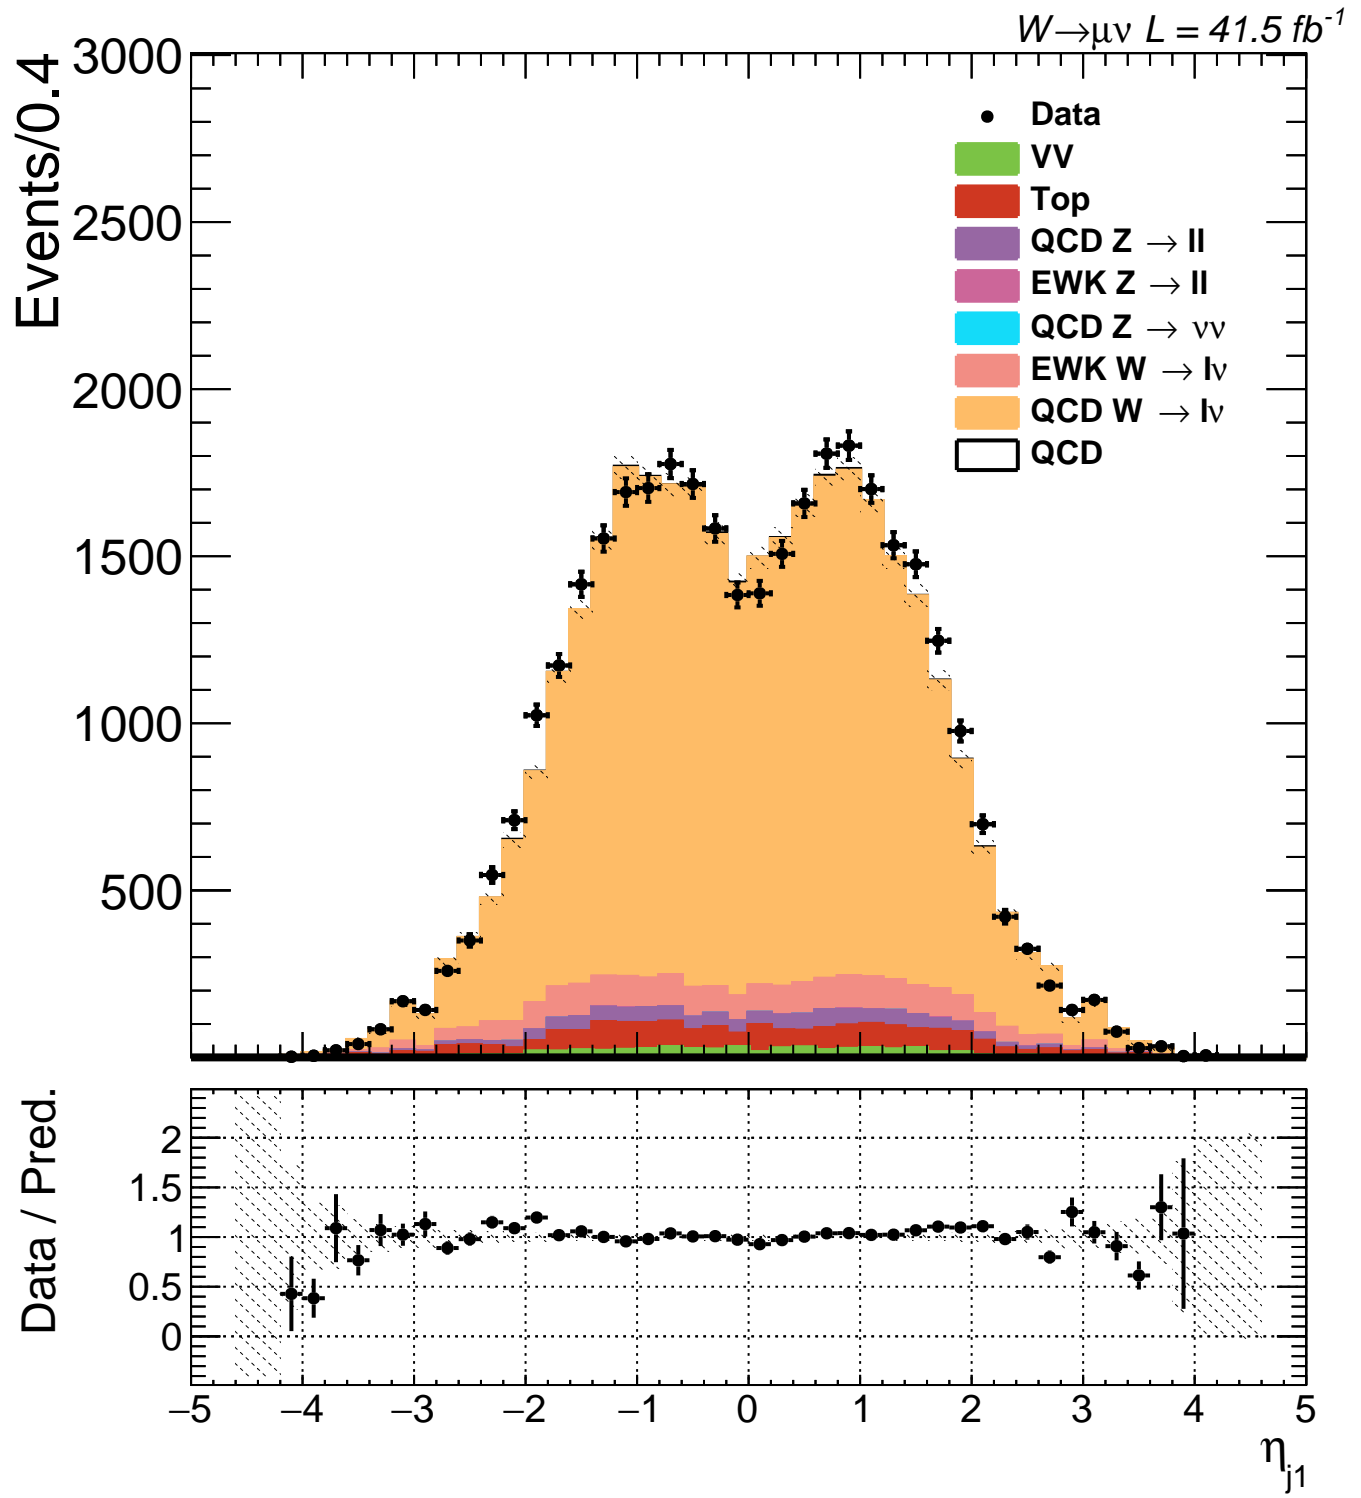 W→μν L = 41.5 fb-1
Events/0.4
3000
2500
2000
1500
1000
500
Data
VV
Top
QCD Z → ll
EWK Z → ll
QCD Z → νν
EWK W → lν
QCD W → lν
QCD
Data / Pred.
2
1.5
1
0.5
0
−5 −4 −3 −2 −1 0 1 2 3 4 5
ηj1